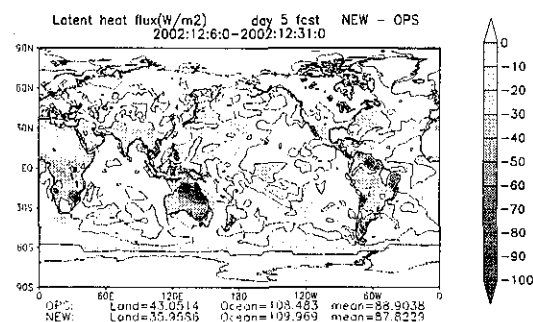 Latent heat flux(W/m2) day 5 fcst NEW - OPS
2002:12:6:0-2002:12:31:0
90N
60N
30N
EQ
30S
60S
90S
0 60E 120E 180 120W 60W 0
OPS: Land=43.0514 Ocean=108.483 mean=88.9038
NEW: Land=35.9586 Ocean=109.969 mean=87.8229
0
-10
-20
-30
-40
-50
-60
-70
-80
-90
-100